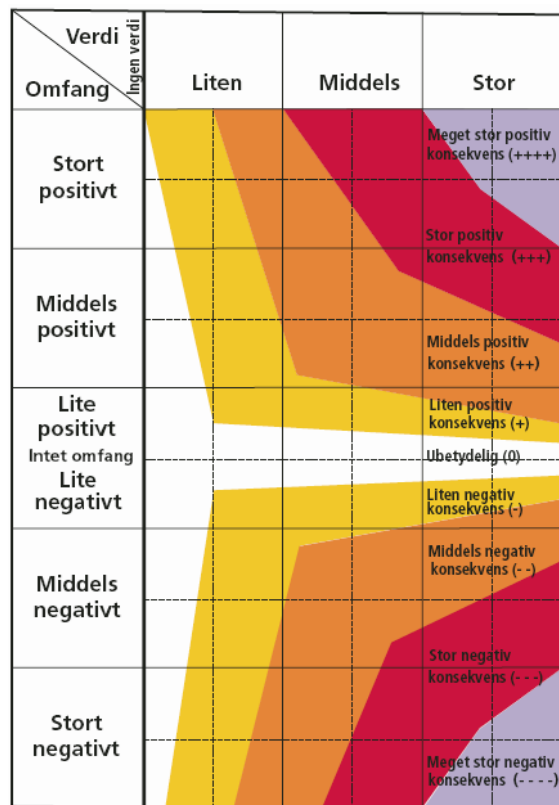 Verdi
Omfang
Ingen verdi
Liten
Middels
Stor
Stort
positivt
Meget stor positiv
konsekvens (++++)
Stor positiv
konsekvens (+++)
Middels
positivt
Middels positiv
konsekvens (++)
Lite
positivt
Liten positiv
konsekvens (+)
Intet omfang
Ubetydelig (0)
Lite
negativt
Liten negativ
konsekvens (-)
Middels
negativt
Middels negativ
konsekvens (- -)
Stor negativ
konsekvens (- - -)
Stort
negativt
Meget stor negativ
konsekvens (- - - -)